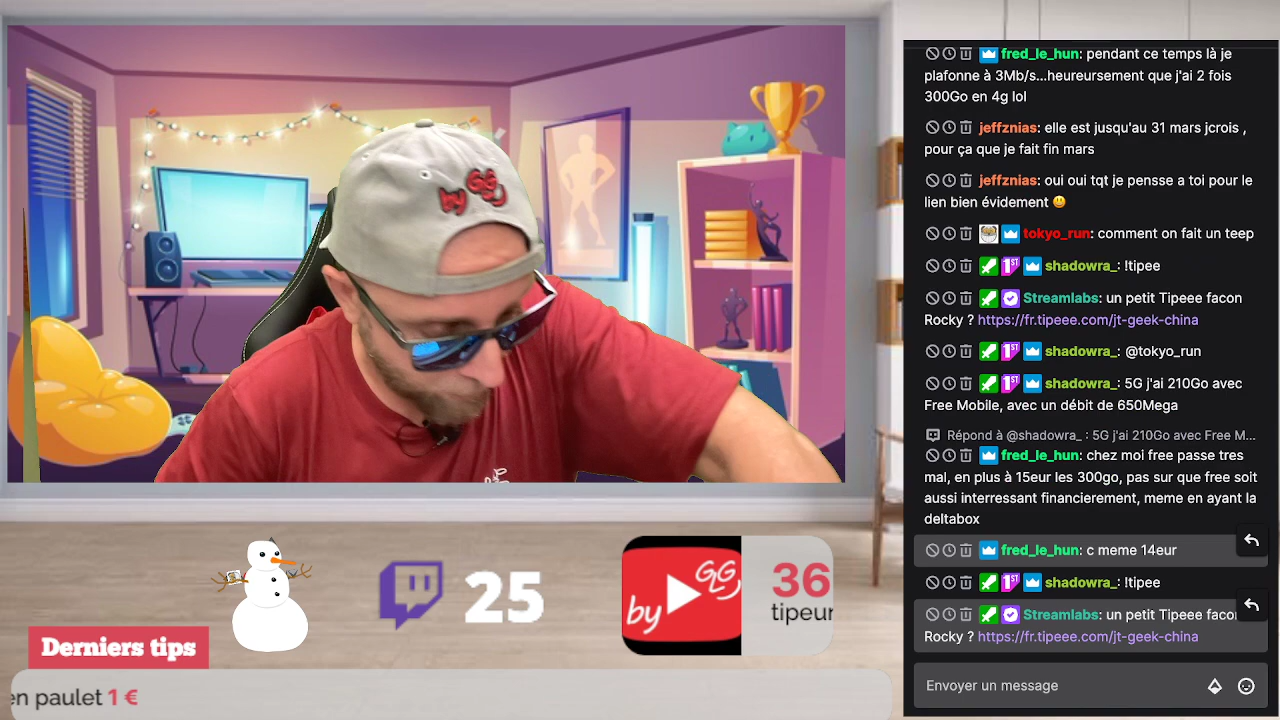 by GG
fred_le_hun: pendant ce temps là je
plafonne à 3Mb/s...heureursement que j'ai 2 fois
300Go en 4g lol
jeffznias: elle est jusqu'au 31 mars jcrois ,
pour ça que je fait fin mars
jeffznias: oui oui tqt je pensse a toi pour le
lien bien évidement 😃
tokyo_run: comment on fait un teep
1ST shadowra_: !tipee
1ST
Streamlabs: un petit Tipeee facon
Rocky ? https://fr.tipeee.com/jt-geek-china
1ST shadowra_: @tokyo_run
1ST shadowra_: 5G j'ai 210Go avec
Free Mobile, avec un débit de 650Mega
Répond à @shadowra_ : 5G j'ai 210Go avec Free M...
fred_le_hun: chez moi free passe tres
mal, en plus à 15eur les 300go, pas sur que free soit
aussi interressant financierement, meme en ayant la
deltabox
fred_le_hun: c meme 14eur
1ST shadowra_: !tipee
Streamlabs: un petit Tipeee facon
Rocky ? https://fr.tipeee.com/jt-geek-china
Envoyer un message
25
by GG
36
tipeur
Derniers tips
en paulet 1 €